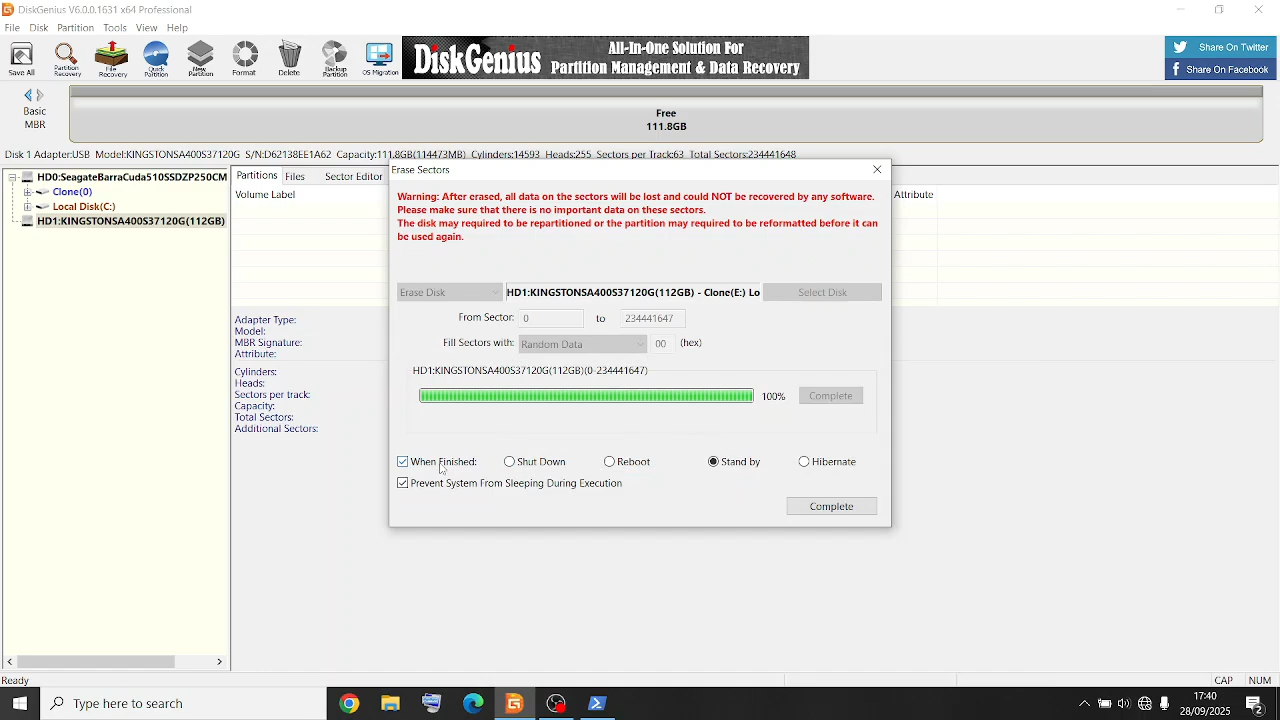 DiskGenius V6.0.0.1631 x64 Professional
File Disk Partition Tools View Help
Save All
Partition Recovery
File Recovery
Quick Partition
New Partition
Format
Delete
Backup Partition
OS Migration
DiskGenius
All-In-One Solution For
Partition Management & Data Recovery
Share On Twitter
Share On Facebook
Basic
MBR
Free
111.8GB
Disk 1 Adapter:USB Model:KINGSTONSA400S37120G S/N:D62138EE1A62 Capacity:111.8GB(114473MB) Cylinders:14593 Heads:255 Sectors per Track:63 Total Sectors:234441648
HD0:SeagateBarraCuda510SSDZP250CM
Clone(0)
Local Disk(C:)
HD1:KINGSTONSA400S37120G(112GB)
Partitions Files Sector Editor
Volume Label
Attribute
Adapter Type:
Model:
MBR Signature:
Attribute:
Cylinders:
Heads:
Sectors per track:
Capacity:
Total Sectors:
Additional Sectors:
Erase Sectors
Warning: After erased, all data on the sectors will be lost and could NOT be recovered by any software.
Please make sure that there is no important data on these sectors.
The disk may required to be repartitioned or the partition may required to be reformatted before it can
be used again.
Erase Disk
HD1:KINGSTONSA400S37120G(112GB) - Clone(E:) Lo
Select Disk
From Sector: 0 to 234441647
Fill Sectors with: Random Data 00 (hex)
HD1:KINGSTONSA400S37120G(112GB)(0-234441647)
100% Complete
When Finished: Shut Down Reboot Stand by Hibernate
Prevent System From Sleeping During Execution
Complete
Ready
CAP NUM
Type here to search
17:40
28/09/2025
2